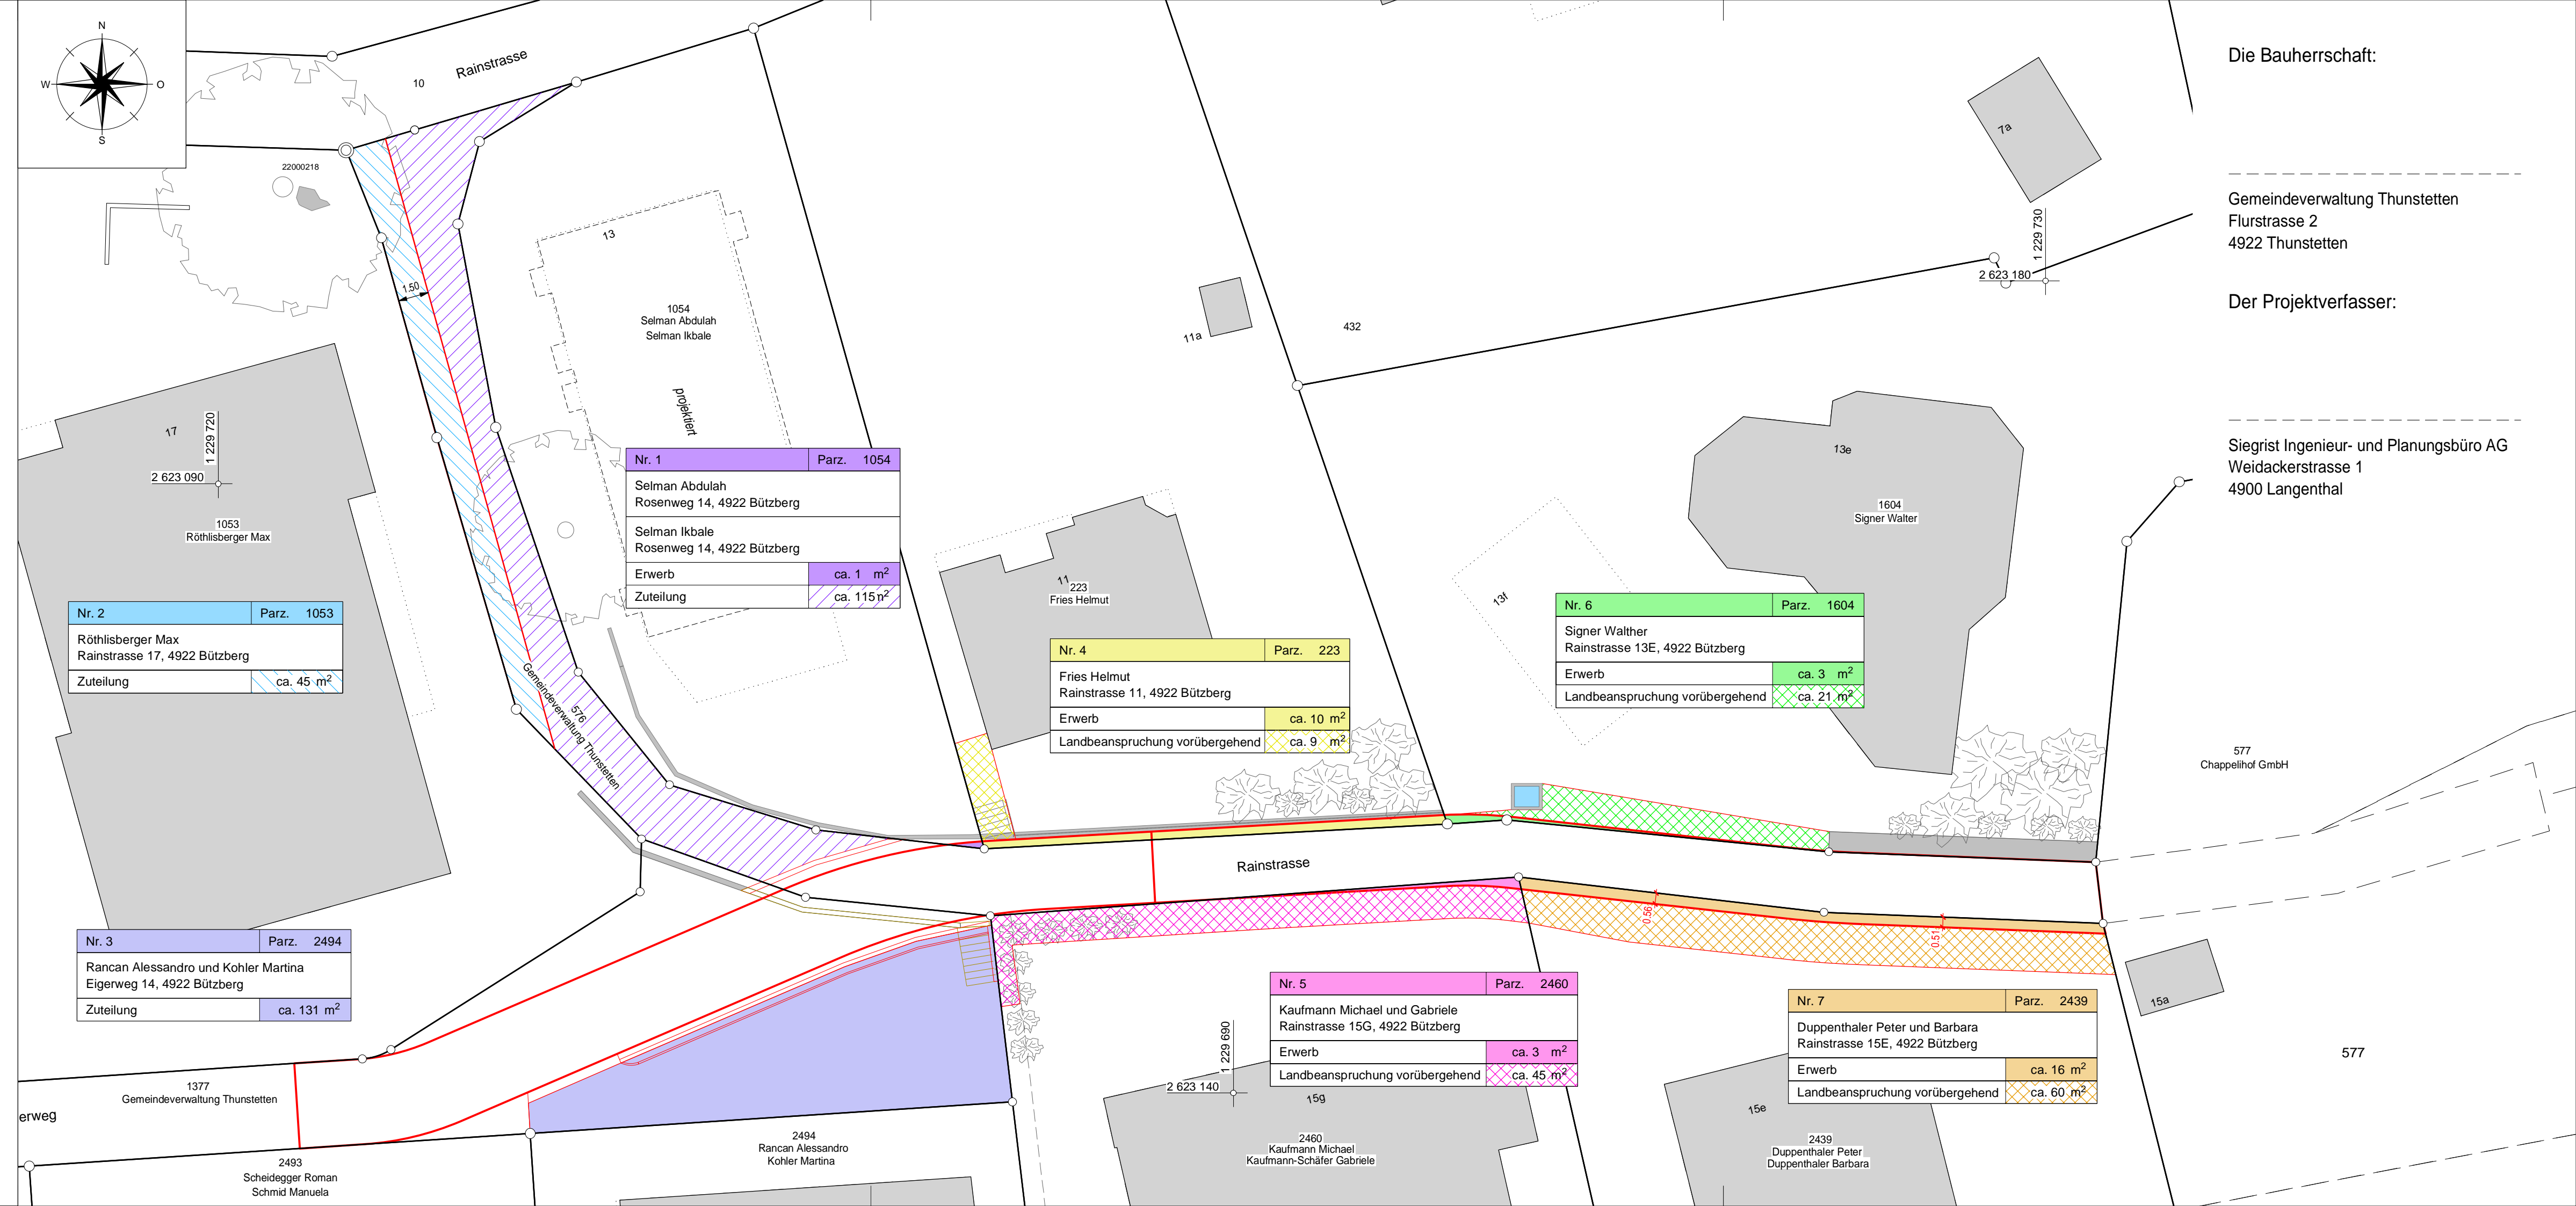 N
W
O
S
10
Rainstrasse
22000218
1.50
13
1054
Selman Abdulah
Selman Ikbale
projektiert
11a
432
7a
1 229 730
2 623 180
Die Bauherrschaft:
Gemeindeverwaltung Thunstetten
Flurstrasse 2
4922 Thunstetten
Der Projektverfasser:
Siegrist Ingenieur- und Planungsbüro AG
Weidackerstrasse 1
4900 Langenthal
17
1 229 720
2 623 090
1053
Röthlisberger Max
Nr. 1 Parz. 1054
Selman Abdulah
Rosenweg 14, 4922 Bützberg
Selman Ikbale
Rosenweg 14, 4922 Bützberg
Erwerb ca. 1 m2
Zuteilung ca. 115 m2
Nr. 2 Parz. 1053
Röthlisberger Max
Rainstrasse 17, 4922 Bützberg
Zuteilung ca. 45 m2
576
Gemeindeverwaltung Thunstetten
11
223
Fries Helmut
Nr. 4 Parz. 223
Fries Helmut
Rainstrasse 11, 4922 Bützberg
Erwerb ca. 10 m2
Landbeanspruchung vorübergehend ca. 9 m2
13f
13e
1604
Signer Walter
Nr. 6 Parz. 1604
Signer Walther
Rainstrasse 13E, 4922 Bützberg
Erwerb ca. 3 m2
Landbeanspruchung vorübergehend ca. 21 m2
577
Chappelihof GmbH
Rainstrasse
0.56
0.51
Nr. 3 Parz. 2494
Rancan Alessandro und Kohler Martina
Eigerweg 14, 4922 Bützberg
Zuteilung ca. 131 m2
Nr. 5 Parz. 2460
Kaufmann Michael und Gabriele
Rainstrasse 15G, 4922 Bützberg
Erwerb ca. 3 m2
Landbeanspruchung vorübergehend ca. 45 m2
Nr. 7 Parz. 2439
Duppenthaler Peter und Barbara
Rainstrasse 15E, 4922 Bützberg
Erwerb ca. 16 m2
Landbeanspruchung vorübergehend ca. 60 m2
15a
577
1 229 690
2 623 140
15g
15e
1377
Gemeindeverwaltung Thunstetten
erweg
2493
Scheidegger Roman
Schmid Manuela
2494
Rancan Alessandro
Kohler Martina
2460
Kaufmann Michael
Kaufmann-Schäfer Gabriele
2439
Duppenthaler Peter
Duppenthaler Barbara